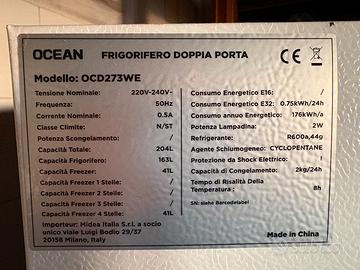 OCEAN
FRIGORIFERO DOPPIA PORTA
CE
Modello: OCD273WE
Tensione Nominale: 220V-240V~
Frequenza: 50Hz
Corrente nominale: 0.5A
Classe Climite: N/ST
Potenza Scongelamento: /
Capacità Totale: 204L
Capacità Frigorifero: 163L
Capacità Freezer: 41L
Capacità Freezer 1 Stelle: /
Capacità Freezer 2 Stelle: /
Capacità Freezer 3 Stelle: /
Capacità Freezer 4 Stelle: 41L
Importeur: Midea Italia S.r.l. a socio
unico viale Luigi Bodio 29/37
20158 Milano, Italy
Consumo Energetico E16: /
Consumo Energetico E32: 0.75kWh/24h
Consumo annuo Energetico: 176kWh/a
Potenza Lampadina: 2W
Refrigerante: R600a,44g
Agente Schiumogeno: CYCLOPENTANE
Protezione da Shock Elettrico: I
Capacità di Congelamento: 2kg/24h
Tempo di Risalità Della
Temperatura: 8h
SN: siehe Barcodelabel
Made in China